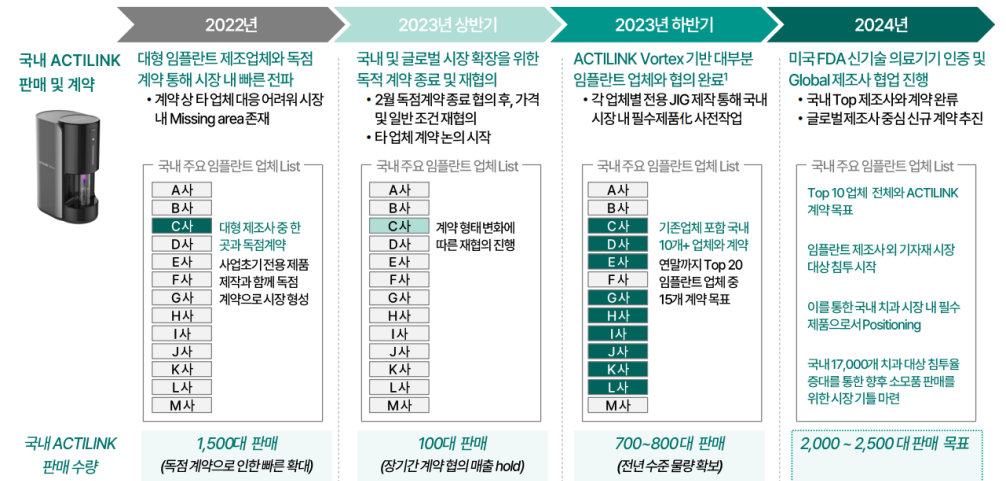 2022년
2023년 상반기
2023년 하반기
2024년
국내 ACTILINK
판매 및 계약
대형 임플란트 제조업체와 독점
계약 통해 시장 내 빠른 전파
• 계약 상 타 업체 대응 어려워 시장
내 Missing area 존재
국내 주요 임플란트 업체 List
A사
B사
C사
D사
E사
F사
G사
H사
I사
J사
K사
L사
M사
대형 제조사 중 한
곳과 독점계약
사업초기 전용 제품
제작과 함께 독점
계약으로 시장 형성
국내 및 글로벌 시장 확장을 위한
독적 계약 종료 및 재협의
• 2월 독점계약 종료 협의 후, 가격
및 일반 조건 재협의
• 타 업체 계약 논의 시작
국내 주요 임플란트 업체 List
A사
B사
C사
D사
E사
F사
G사
H사
I사
J사
K사
L사
M사
계약 형태 변화에
따른 재협의 진행
ACTILINK Vortex 기반 대부분
임플란트 업체와 협의 완료1
• 각 업체별 전용 JIG 제작 통해 국내
시장 내 필수제품化 사전작업
국내 주요 임플란트 업체 List
A사
B사
C사
D사
E사
F사
G사
H사
I사
J사
K사
L사
M사
기존업체 포함 국내
10개+ 업체와 계약
연말까지 Top 20
임플란트 업체 중
15개 계약 목표
미국 FDA 신기술 의료기기 인증 및
Global 제조사 협업 진행
• 국내 Top 제조사와 계약 완류
• 글로벌 제조사 중심 신규 계약 추진
국내 주요 임플란트 업체 List
Top 10 업체 전체와 ACTILINK
계약 목표
임플란트 제조사 외 기자재 시장
대상 침투 시작
이를 통한 국내 치과 시장 내 필수
제품으로서 Positioning
국내 17,000개 치과 대상 침투율
증대를 통한 향후 소모품 판매를
위한 시장 기틀 마련
국내 ACTILINK
판매 수량
1,500대 판매
(독점 계약으로 인한 빠른 확대)
100대 판매
(장기간 계약 협의 매출 hold)
700~800대 판매
(전년 수준 물량 확보)
2,000 ~ 2,500 대 판매 목표